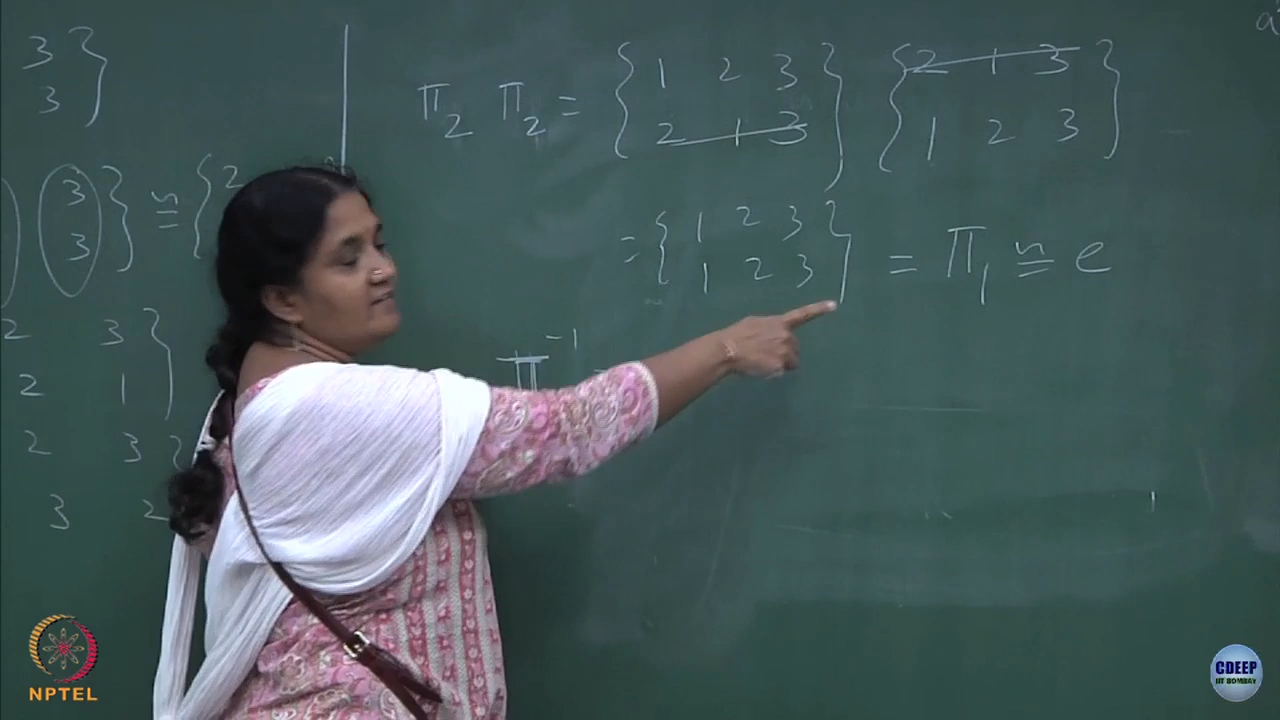 3 }
3
a
π₂ π₂ = { 1 2 3 } { 2 1 3 }
2 1 3 1 2 3
3 } ≅ { 2
3
= { 1 2 3 } = π₁ ≅ e
1 2 3
2 3 }
2 1
π⁻¹
2 3 }
3 2
NPTEL
CDEEP
IIT BOMBAY